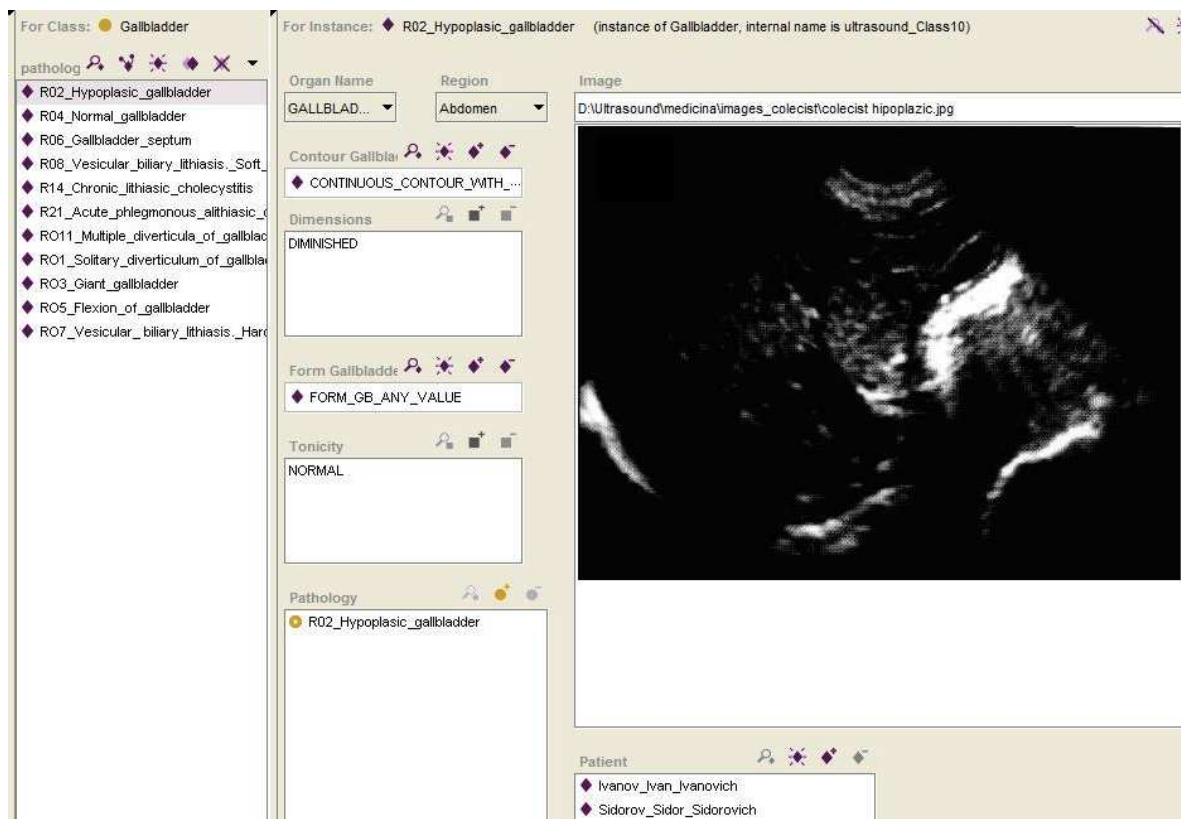 For Class: Gallbladder
patholog
R02_Hypoplasic_gallbladder
R04_Normal_gallbladder
R06_Gallbladder_septum
R08_Vesicular_biliary_lithiasis._Soft_
R14_Chronic_lithiasic_cholecystitis
R21_Acute_phlegmonous_alithiasic_
RO11_Multiple_diverticula_of_gallblac
RO1_Solitary_diverticulum_of_gallbla
RO3_Giant_gallbladder
RO5_Flexion_of_gallbladder
RO7_Vesicular_biliary_lithiasis._Hard
For Instance: R02_Hypoplasic_gallbladder (instance of Gallbladder, internal name is ultrasound_Class10)
Organ Name
GALLBLAD...
Region
Abdomen
Contour Gallbla
CONTINUOUS_CONTOUR_WITH_...
Dimensions
DIMINISHED
Form Gallbladde
FORM_GB_ANY_VALUE
Tonicity
NORMAL
Pathology
R02_Hypoplasic_gallbladder
Image
D:\Ultrasound\medicina\images_colecist\colecist hipoplazic.jpg
Patient
Ivanov_Ivan_Ivanovich
Sidorov_Sidor_Sidorovich